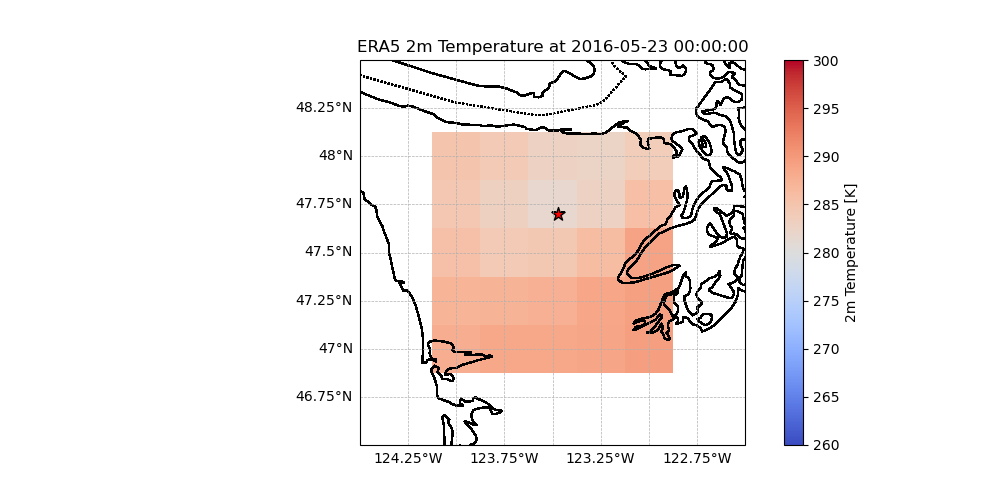 ERA5 2m Temperature at 2016-05-23 00:00:00
48.25°N
48°N
47.75°N
47.5°N
47.25°N
47°N
46.75°N
124.25°W 123.75°W 123.25°W 122.75°W
300
295
290
285
280
275
270
265
260
2m Temperature [K]